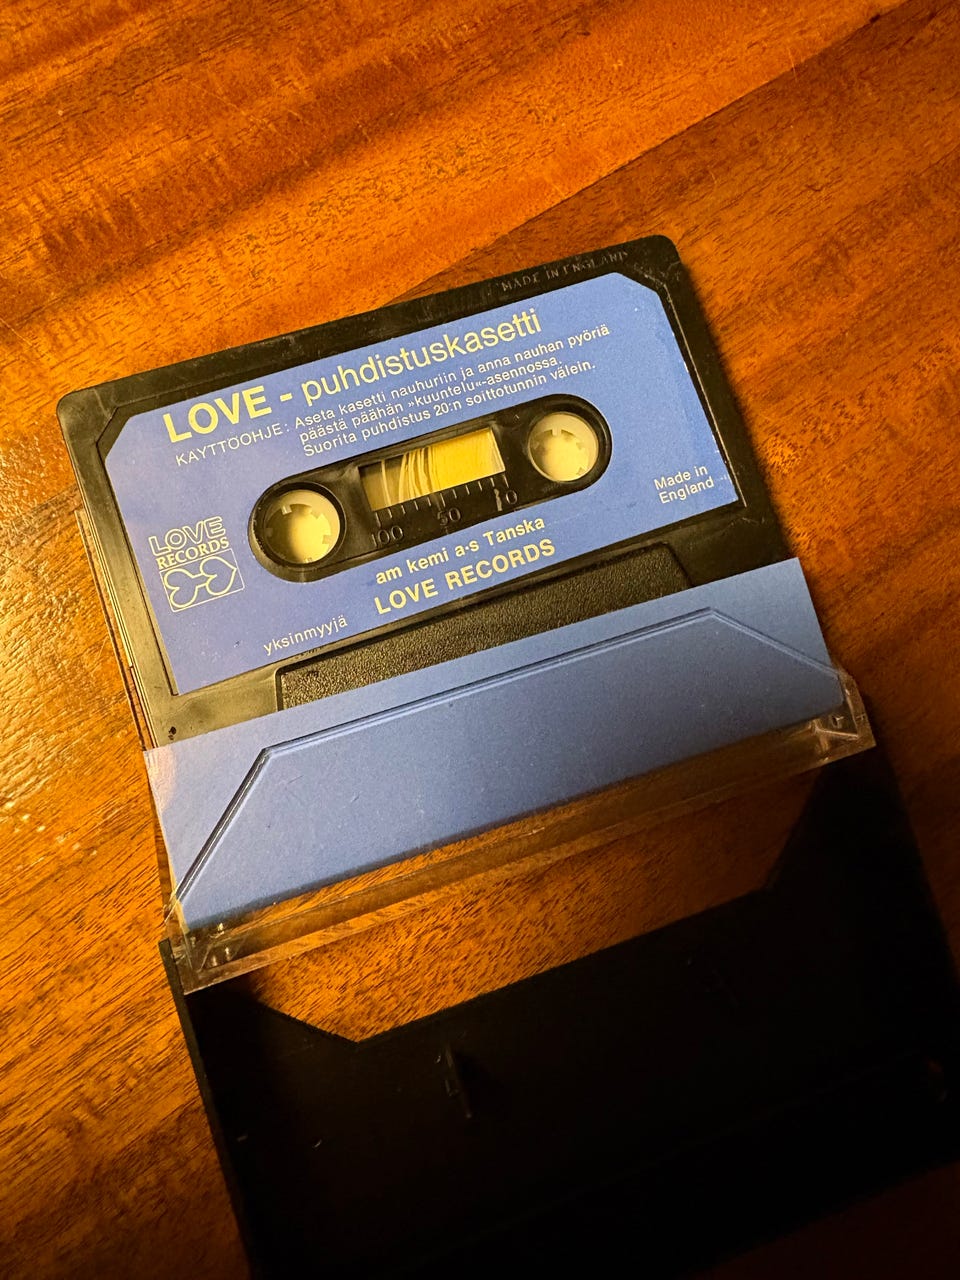 MADE IN ENGLAND
LOVE - puhdistuskasetti
KÄYTTÖOHJE: Aseta kasetti nauhuriin ja anna nauhan pyöriä
päästä päähän »kuuntelu«-asennossa.
Suorita puhdistus 20:n soittotunnin välein.
100 50 0
Made in
England
LOVE
RECORDS
am kemi a·s Tanska
yksinmyyjä LOVE RECORDS